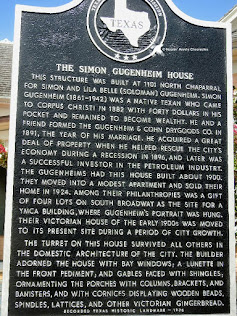 TEXAS
© Hauser Avery Chronicles
THE SIMON GUGENHEIM HOUSE
THIS STRUCTURE WAS BUILT AT 1101 NORTH CHAPARRAL
FOR SIMON AND LILA BELLE (SOLOMAN) GUGENHEIM. SIMON
GUGENHEIM (1861-1942) WAS A NATIVE TEXAN WHO CAME
TO CORPUS CHRISTI IN 1882 WITH FORTY DOLLARS IN HIS
POCKET AND REMAINED TO BECOME WEALTHY. HE AND A
FRIEND FORMED THE GUGENHEIM & COHN DRYGOODS CO. IN
1891, THE YEAR OF HIS MARRIAGE. HE ACQUIRED A GREAT
DEAL OF PROPERTY WHEN HE HELPED RESCUE THE CITY'S
ECONOMY DURING A RECESSION IN 1896, AND LATER WAS
A SUCCESSFUL INVESTOR IN THE PETROLEUM INDUSTRY.
THE GUGENHEIMS HAD THIS HOUSE BUILT ABOUT 1900.
THEY MOVED INTO A MODEST APARTMENT AND SOLD THEIR
HOME IN 1924. AMONG THEIR PHILANTHROPIES WAS A GIFT
OF FOUR LOTS ON SOUTH BROADWAY AS THE SITE FOR A
YMCA BUILDING, WHERE GUGENHEIM'S PORTRAIT WAS HUNG.
THEIR VICTORIAN HOUSE OF THE EARLY 1900s WAS MOVED
TO ITS PRESENT SITE DURING A PERIOD OF CITY GROWTH.
THE TURRET ON THIS HOUSE SURVIVED ALL OTHERS IN
THE DOMESTIC ARCHITECTURE OF THE CITY. THE BUILDER
ADORNED THE HOUSE WITH BAY WINDOWS; A LUNETTE IN
THE FRONT PEDIMENT; AND GABLES FACED WITH SHINGLES;
ORNAMENTING THE PORCHES WITH COLUMNS, BRACKETS, AND
BANISTERS, AND WITH CORNICES DISPLAYING WOODEN BEADS,
SPINDLES, LATTICES, AND OTHER VICTORIAN GINGERBREAD.
RECORDED TEXAS HISTORIC LANDMARK - 1976